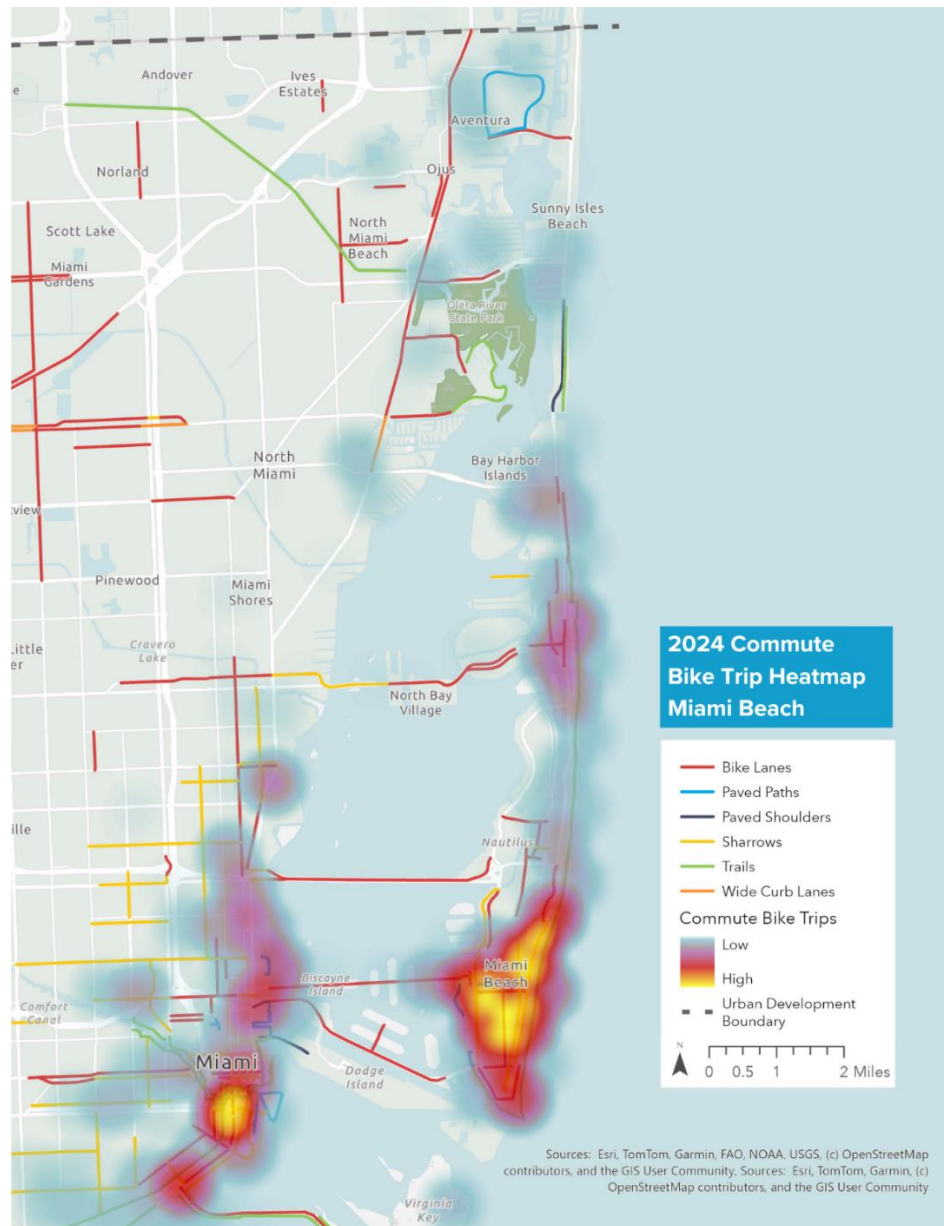 Andover
Ives
Estates
e
Aventura
Norland
Ojus
Sunny Isles
Beach
Scott Lake
North
Miami
Beach
Miami
Gardens
Oleta River
State Park
North
Miami
Bay Harbor
Islands
view
Pinewood
Miami
Shores
Little
er
Cravero
Lake
North Bay
Village
2024 Commute
Bike Trip Heatmap
Miami Beach
Bike Lanes
Paved Paths
Paved Shoulders
Sharrows
Trails
Wide Curb Lanes
Commute Bike Trips
Low
High
Urban Development
Boundary
N
0 0.5 1 2 Miles
ville
Nautilus
Miami
Beach
Biscayne
Island
Comfort
Canal
Miami
Dodge
Island
Virginia
Key
Sources: Esri, TomTom, Garmin, FAO, NOAA, USGS, (c) OpenStreetMap
contributors, and the GIS User Community, Sources: Esri, TomTom, Garmin, (c)
OpenStreetMap contributors, and the GIS User Community